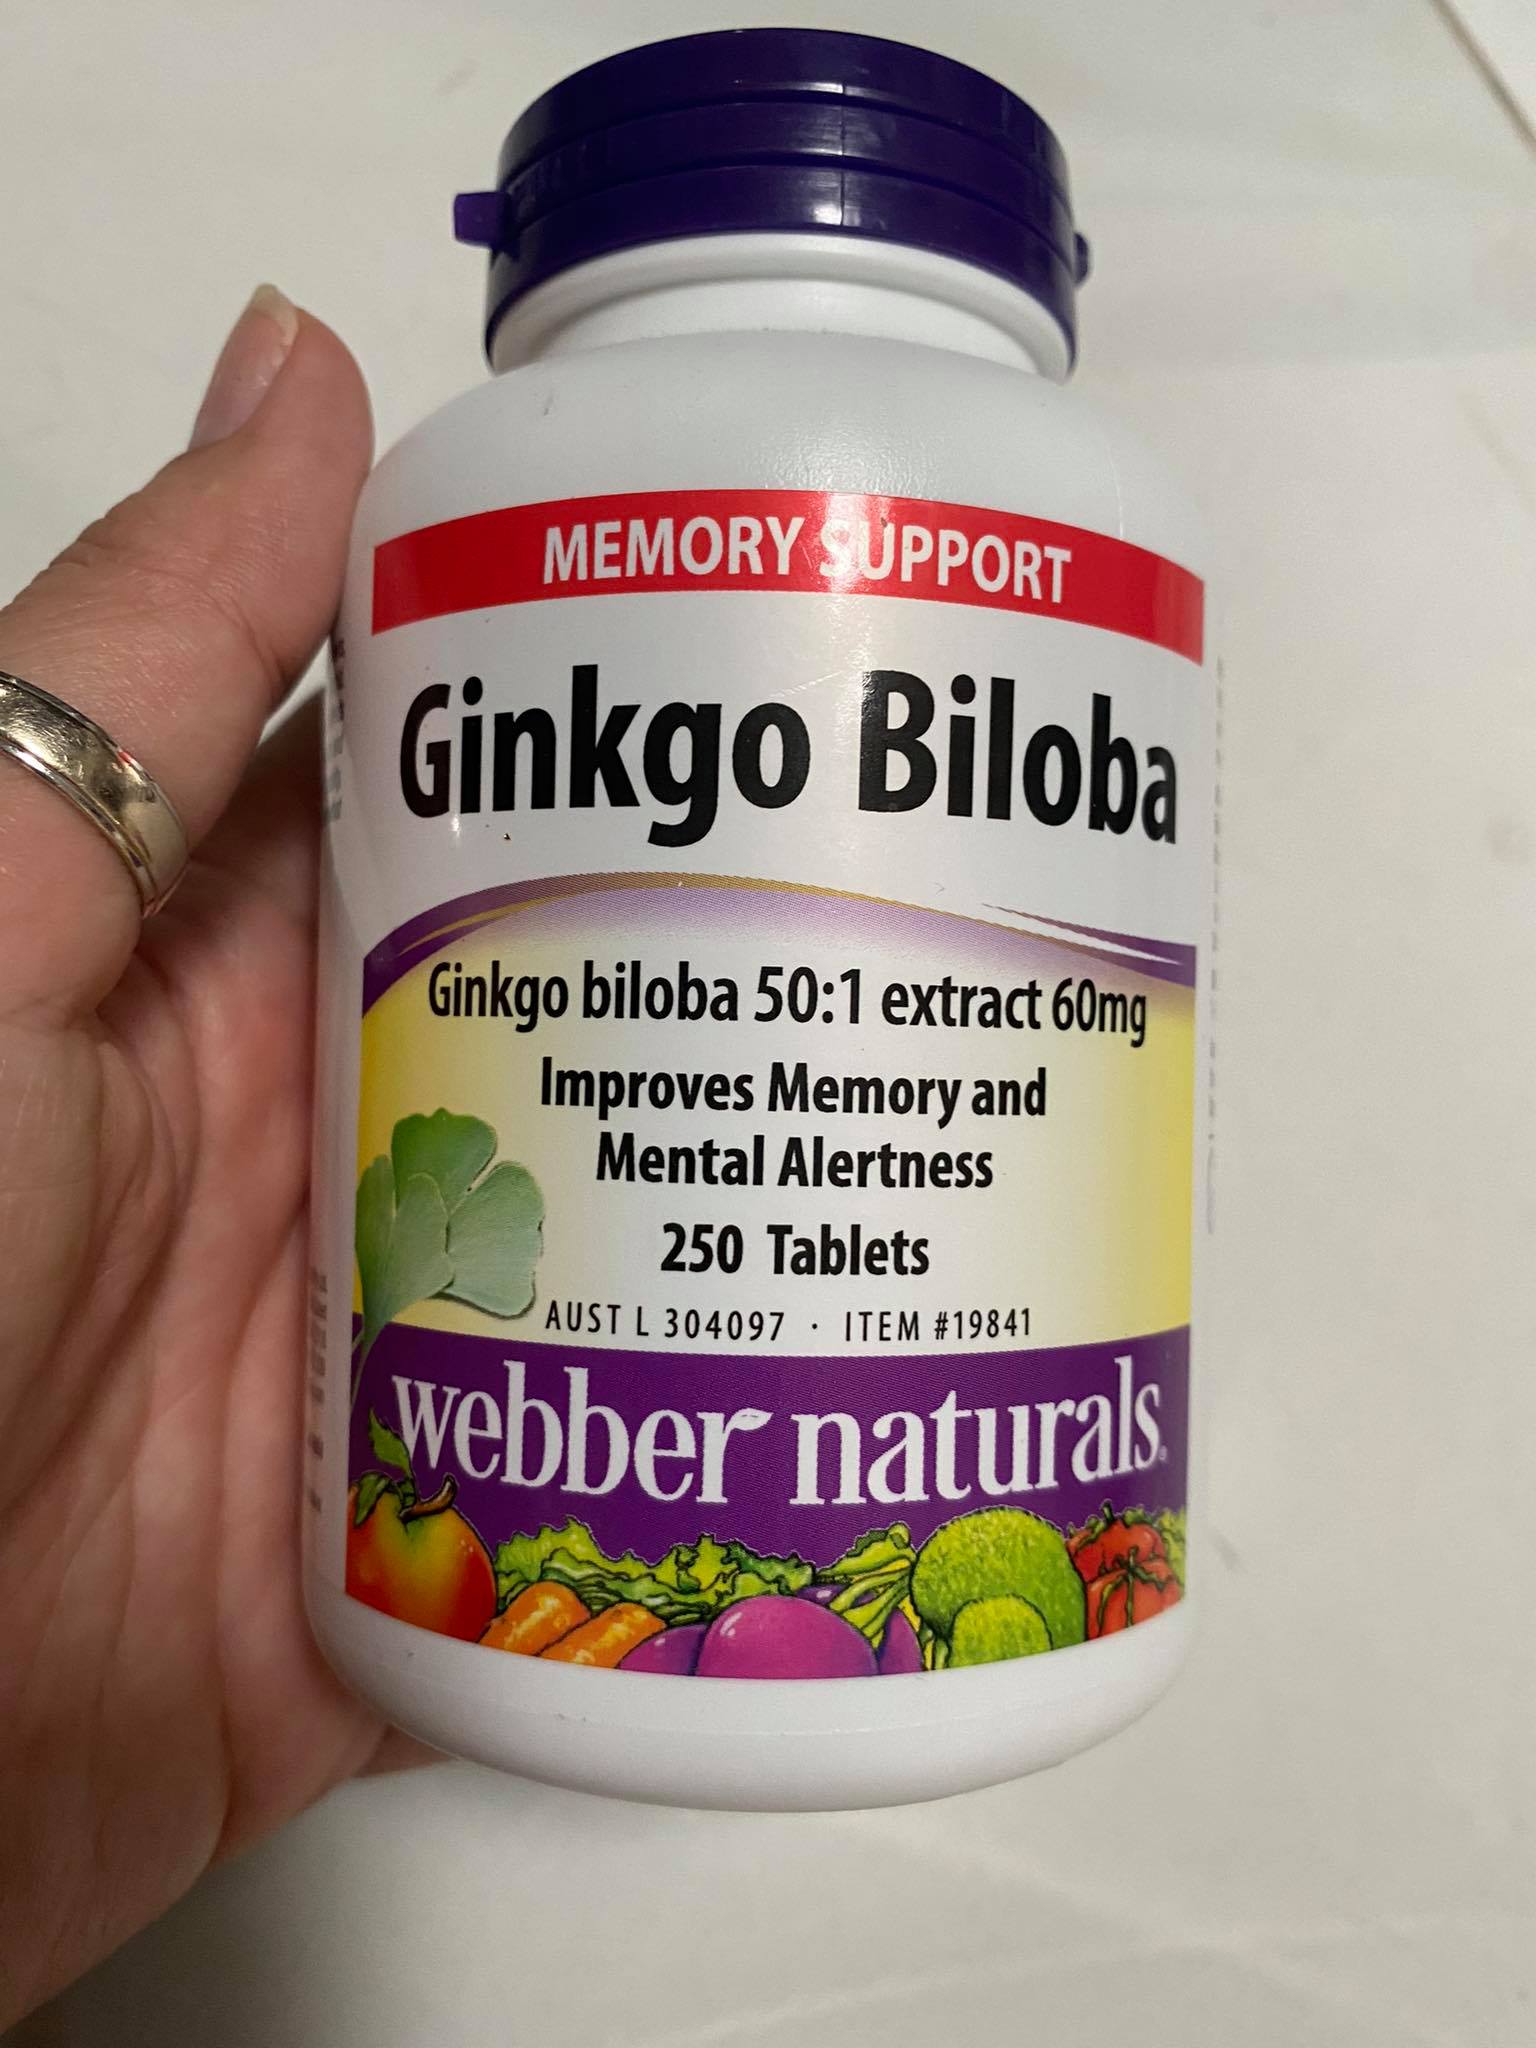 MEMORY SUPPORT
Ginkgo Biloba
Ginkgo biloba 50:1 extract 60mg
Improves Memory and
Mental Alertness
250 Tablets
AUST L 304097 · ITEM #19841
webber naturals®